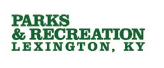 PARKS
& RECREATION
LEXINGTON, KY